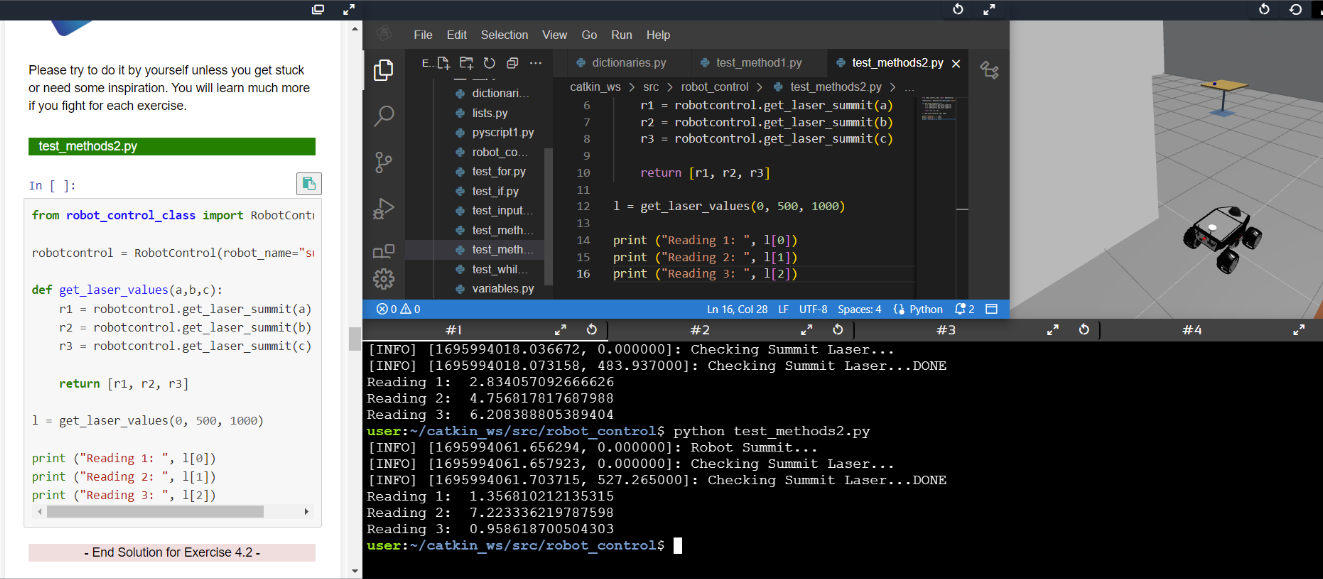 Please try to do it by yourself unless you get stuck
or need some inspiration. You will learn much more
if you fight for each exercise.
test_methods2.py
In [ ]:
from robot_control_class import RobotContr
robotcontrol = RobotControl(robot_name="su
def get_laser_values(a,b,c):
r1 = robotcontrol.get_laser_summit(a)
r2 = robotcontrol.get_laser_summit(b)
r3 = robotcontrol.get_laser_summit(c)
return [r1, r2, r3]
l = get_laser_values(0, 500, 1000)
print ("Reading 1: ", l[0])
print ("Reading 2: ", l[1])
print ("Reading 3: ", l[2])
- End Solution for Exercise 4.2 -
File Edit Selection View Go Run Help
E...
dictionari...
lists.py
pyscript1.py
robot_co...
test_for.py
test_if.py
test_input...
test_meth...
test_meth...
test_whil...
variables.py
dictionaries.py test_method1.py test_methods2.py
catkin_ws > src > robot_control > test_methods2.py > ...
6 r1 = robotcontrol.get_laser_summit(a)
7 r2 = robotcontrol.get_laser_summit(b)
8 r3 = robotcontrol.get_laser_summit(c)
9
10 return [r1, r2, r3]
11
12 l = get_laser_values(0, 500, 1000)
13
14 print ("Reading 1: ", l[0])
15 print ("Reading 2: ", l[1])
16 print ("Reading 3: ", l[2])
0 0 Ln 16, Col 28 LF UTF-8 Spaces: 4 Python 2
#1 #2 #3 #4
[INFO] [1695994018.036672, 0.000000]: Checking Summit Laser...
[INFO] [1695994018.073158, 483.937000]: Checking Summit Laser...DONE
Reading 1:  2.834057092666626
Reading 2:  4.756817817687988
Reading 3:  6.208388805389404
user:~/catkin_ws/src/robot_control$ python test_methods2.py
[INFO] [1695994061.656294, 0.000000]: Robot Summit...
[INFO] [1695994061.657923, 0.000000]: Checking Summit Laser...
[INFO] [1695994061.703715, 527.265000]: Checking Summit Laser...DONE
Reading 1:  1.356810212135315
Reading 2:  7.223336219787598
Reading 3:  0.958618700504303
user:~/catkin_ws/src/robot_control$